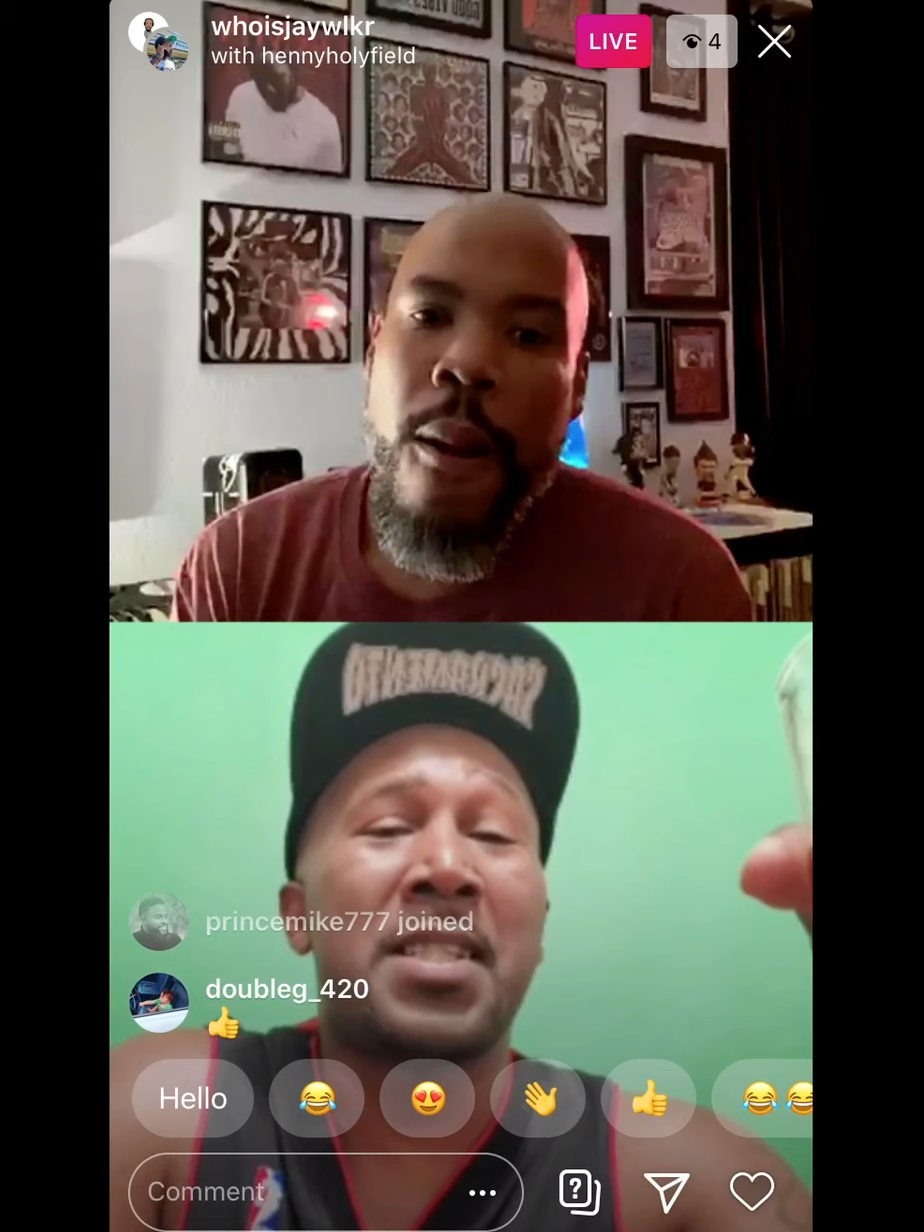 whoisjaywlkr
with hennyholyfield
LIVE
4
princemike777 joined
doubleg_420
Hello
Comment
SACRAMENTO